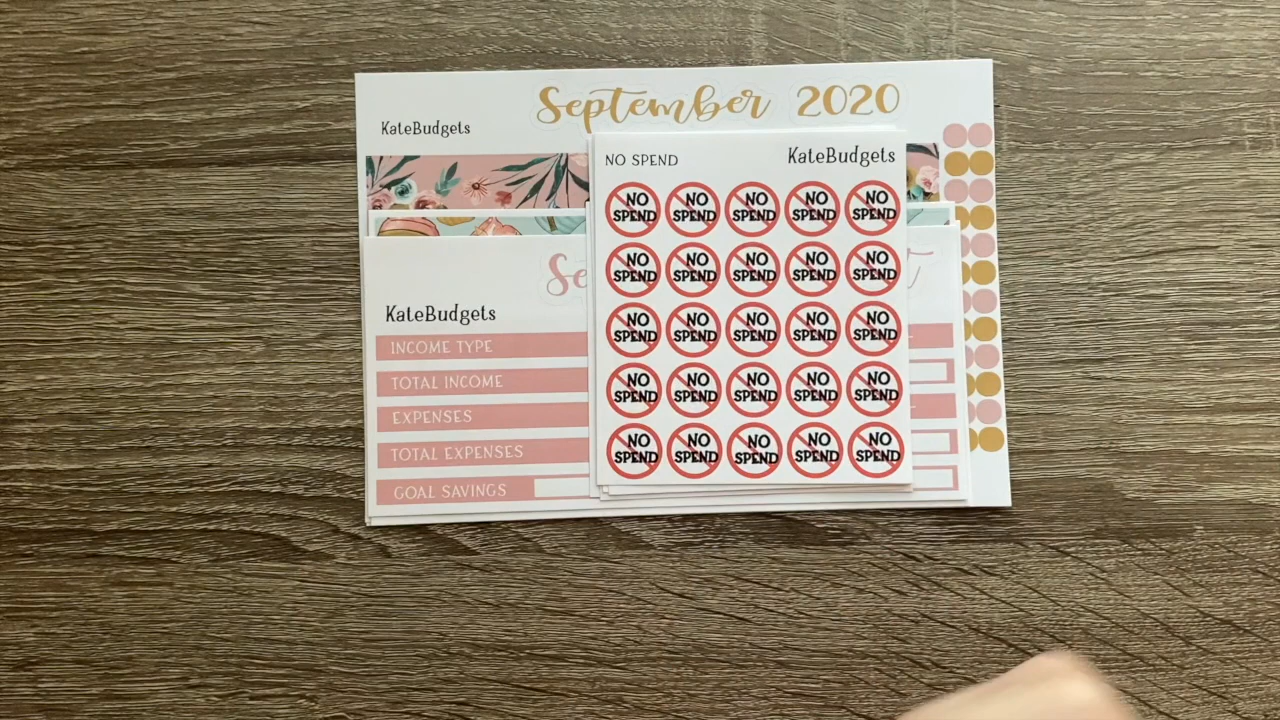 September 2020
KateBudgets
NO SPEND KateBudgets
NO SPEND NO SPEND NO SPEND NO SPEND NO SPEND
NO SPEND NO SPEND NO SPEND NO SPEND NO SPEND
NO SPEND NO SPEND NO SPEND NO SPEND NO SPEND
NO SPEND NO SPEND NO SPEND NO SPEND NO SPEND
NO SPEND NO SPEND NO SPEND NO SPEND NO SPEND
KateBudgets
INCOME TYPE
TOTAL INCOME
EXPENSES
TOTAL EXPENSES
GOAL SAVINGS